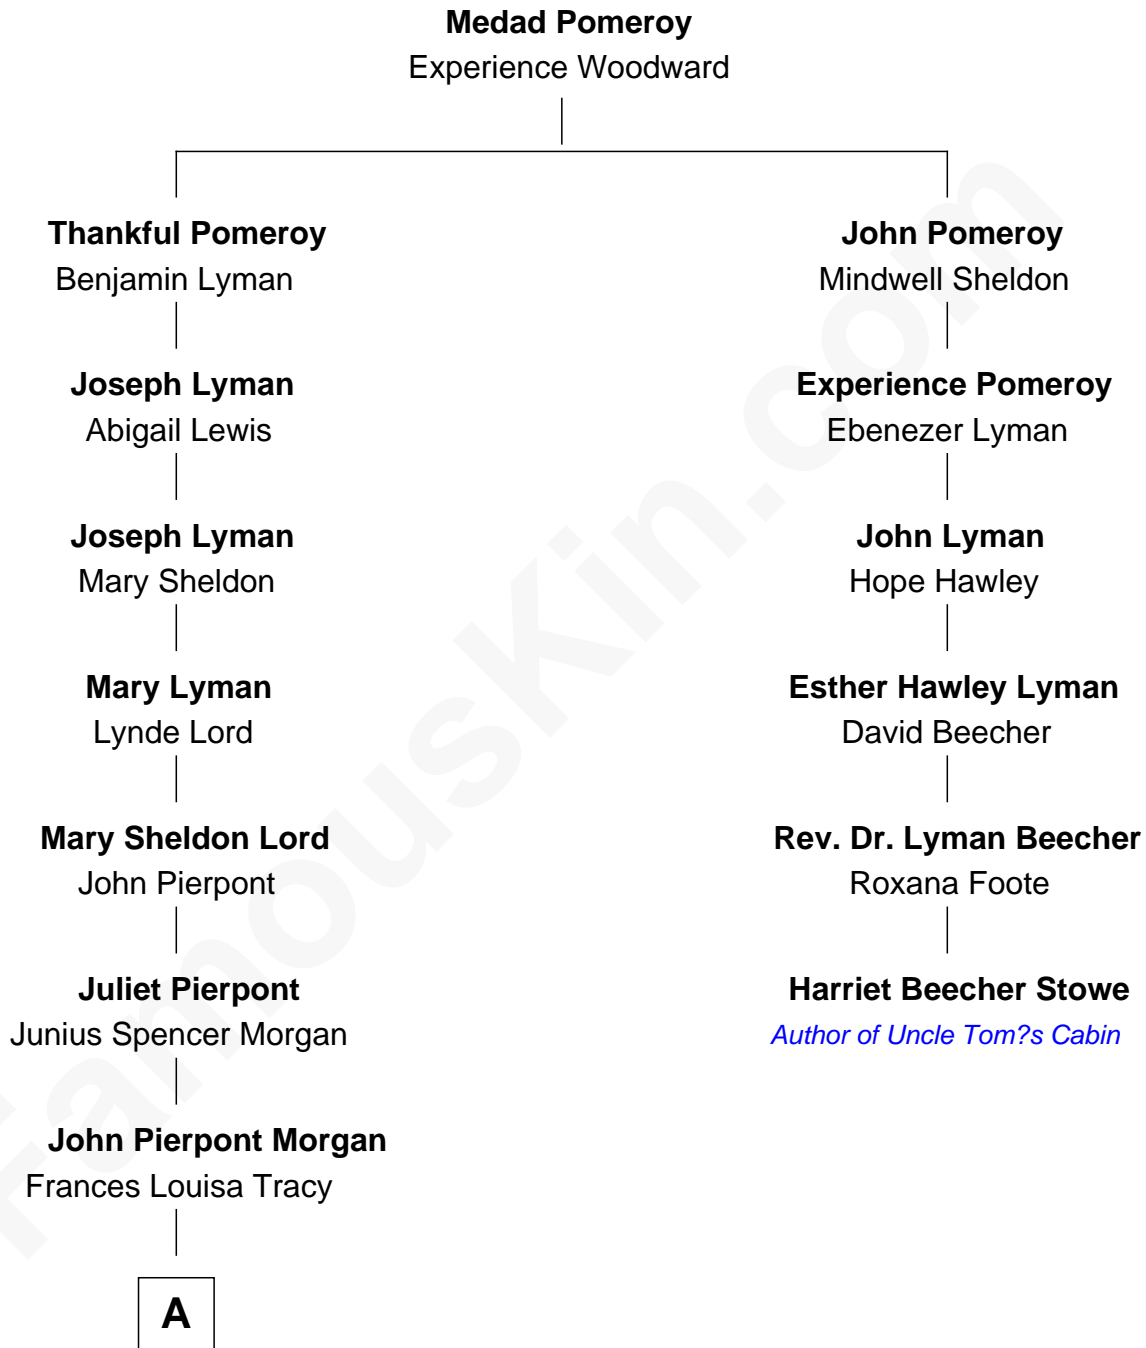 Medad Pomeroy
Experience Woodward
Thankful Pomeroy
Benjamin Lyman
Joseph Lyman
Abigail Lewis
Joseph Lyman
Mary Sheldon
Mary Lyman
Lynde Lord
Mary Sheldon Lord
John Pierpont
Juliet Pierpont
Junius Spencer Morgan
John Pierpont Morgan
Frances Louisa Tracy
A
John Pomeroy
Mindwell Sheldon
Experience Pomeroy
Ebenezer Lyman
John Lyman
Hope Hawley
Esther Hawley Lyman
David Beecher
Rev. Dr. Lyman Beecher
Roxana Foote
Harriet Beecher Stowe
Author of Uncle Tom?s Cabin
FamousKin.com